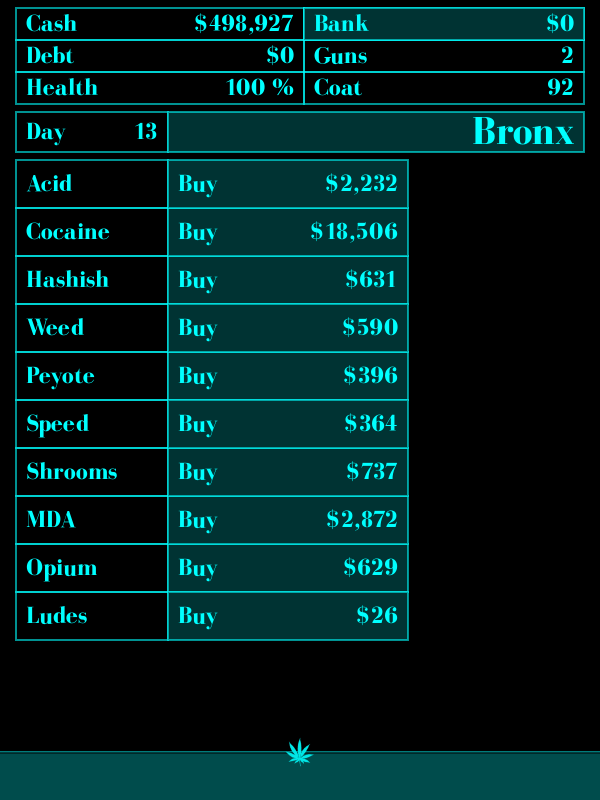 Cash $498,927 Bank $0
Debt $0 Guns 2
Health 100 % Coat 92
Day 13 Bronx
Acid Buy $2,232
Cocaine Buy $18,506
Hashish Buy $631
Weed Buy $590
Peyote Buy $396
Speed Buy $364
Shrooms Buy $737
MDA Buy $2,872
Opium Buy $629
Ludes Buy $26